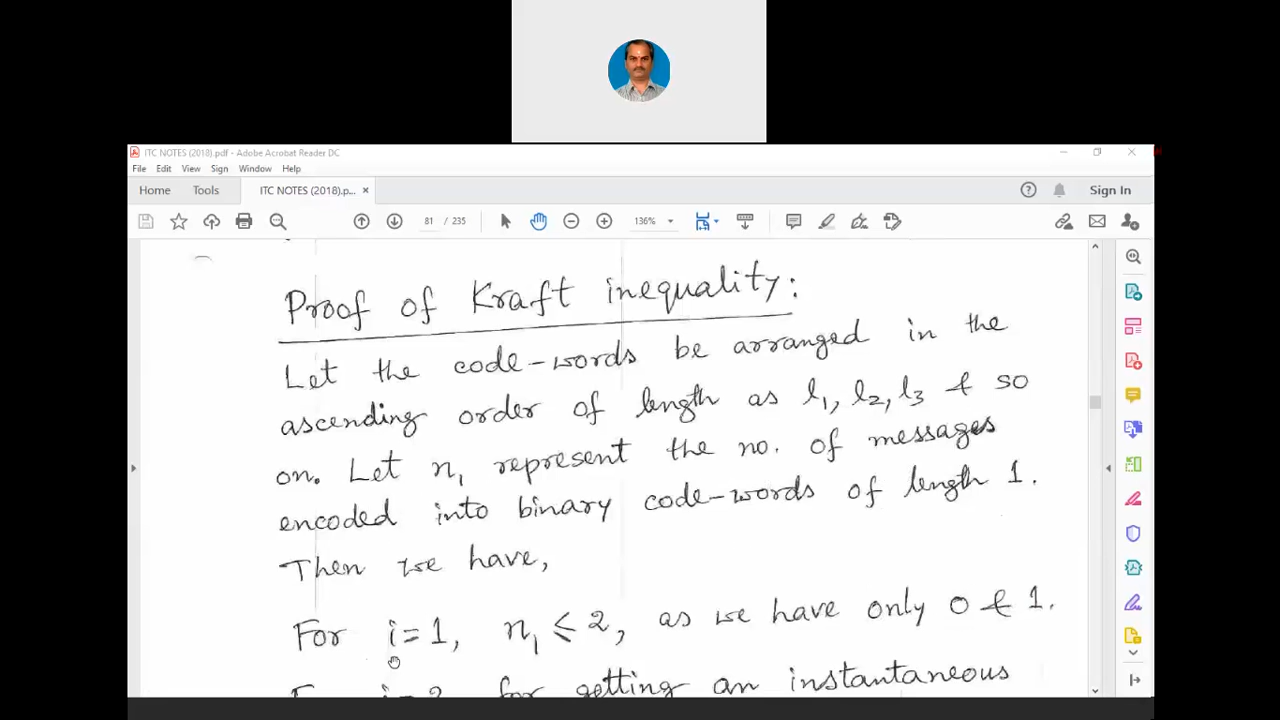 ITC NOTES (2018).pdf - Adobe Acrobat Reader DC
File Edit View Sign Window Help
Home Tools ITC NOTES (2018).p... × Sign In
81 / 235 136%
Proof of Kraft inequality:
Let the code-words be arranged in the
ascending order of length as l₁, l₂, l₃ & so
on. Let n₁ represent the no. of messages
encoded into binary code-words of length 1.
Then we have,
For i=1, n₁ ≤ 2, as we have only 0 & 1.
For i=2, for getting an instantaneous